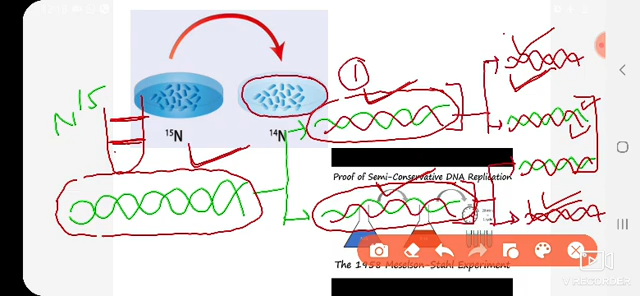 N15
¹⁵N
¹⁴N
1
Proof of Semi-Conservative DNA Replication
The 1958 Meselson-Stahl Experiment
V RECORDER